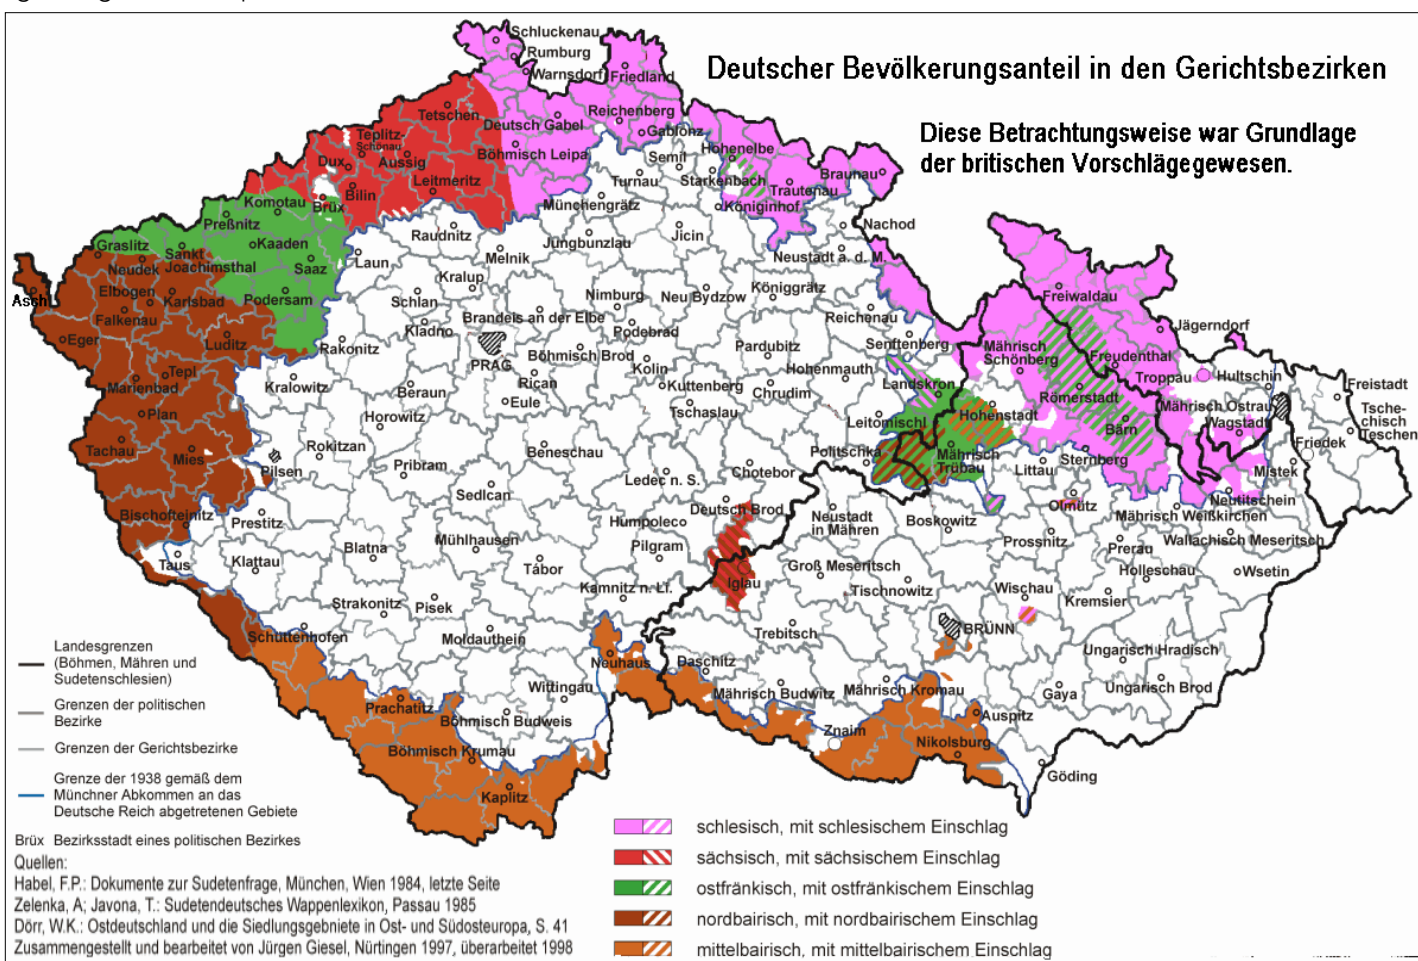 Deutscher Bevölkerungsanteil in den Gerichtsbezirken
Diese Betrachtungsweise war Grundlage
der britischen Vorschlägegewesen.
Schluckenau
Rumburg
Warnsdorf
Friedland
Tetschen
Deutsch Gabel
Reichenberg
Gablonz
Teplitz-
Schönau
Dux
Aussig
Böhmisch Leipa
Semil
Hohenelbe
Starkenbach
Trautenau
Braunau
Bilin
Leitmeritz
Turnau
Münchengrätz
Königinhof
Komotau
Brüx
Preßnitz
Nachod
Raudnitz
Jungbunzlau
Jicin
Graslitz
Sankt
Joachimsthal
Kaaden
Saaz
Laun
Melnik
Neustadt a. d. M.
Neudek
Kralup
Asch
Elbogen
Karlsbad
Podersam
Schlan
Nimburg
Neu Bydzow
Königgrätz
Freiwaldau
Falkenau
Kladno
Brandeis an der Elbe
Podebrad
Reichenau
Jägerndorf
Eger
Luditz
Rakonitz
PRAG
Böhmisch Brod
Kolin
Pardubitz
Senftenberg
Mährisch
Schönberg
Freudenthal
Marienbad
Tepl
Kralowitz
Beraun
Rican
Eule
Kuttenberg
Chrudim
Hohenmauth
Landskron
Troppau
Hultschin
Freistadt
Plan
Horowitz
Tschaslau
Leitomischl
Hohenstadt
Römerstadt
Mährisch Ostrau
Wagstadt
Tsche-
chisch
Teschen
Tachau
Mies
Rokitzan
Pilsen
Beneschau
Politschka
Mährisch
Trübau
Bärn
Sternberg
Friedek
Pribram
Ledec n. S.
Chotebor
Littau
Mistek
Sedlcan
Olmütz
Neutitschein
Bischofteinitz
Prestitz
Humpolec
Deutsch Brod
Neustadt
in Mähren
Boskowitz
Mährisch Weißkirchen
Taus
Klattau
Blatna
Mühlhausen
Pilgram
Prossnitz
Prerau
Wallachisch Meseritsch
Tábor
Iglau
Groß Meseritsch
Holleschau
Wsetin
Kamnitz n. Lt.
Tischnowitz
Wischau
Kremsier
Strakonitz
Pisek
Schüttenhofen
Moldauthein
Trebitsch
BRÜNN
Neuhaus
Daschitz
Ungarisch Hradisch
Wittingau
Mährisch Budwitz
Mährisch Kromau
Gaya
Ungarisch Brod
Prachatitz
Böhmisch Budweis
Auspitz
Znaim
Böhmisch Krumau
Nikolsburg
Göding
Kaplitz
Landesgrenzen
(Böhmen, Mähren und
Sudetenschlesien)
Grenzen der politischen
Bezirke
Grenzen der Gerichtsbezirke
Grenze der 1938 gemäß dem
Münchner Abkommen an das
Deutsche Reich abgetretenen Gebiete
Brüx Bezirksstadt eines politischen Bezirkes
Quellen:
Habel, F.P.: Dokumente zur Sudetenfrage, München, Wien 1984, letzte Seite
Zelenka, A; Javona, T.: Sudetendeutsches Wappenlexikon, Passau 1985
Dörr, W.K.: Ostdeutschland und die Siedlungsgebniete in Ost- und Südosteuropa, S. 41
Zusammengestellt und bearbeitet von Jürgen Giesel, Nürtingen 1997, überarbeitet 1998
schlesisch, mit schlesischem Einschlag
sächsisch, mit sächsischem Einschlag
ostfränkisch, mit ostfränkischem Einschlag
nordbairisch, mit nordbairischem Einschlag
mittelbairisch, mit mittelbairischem Einschlag